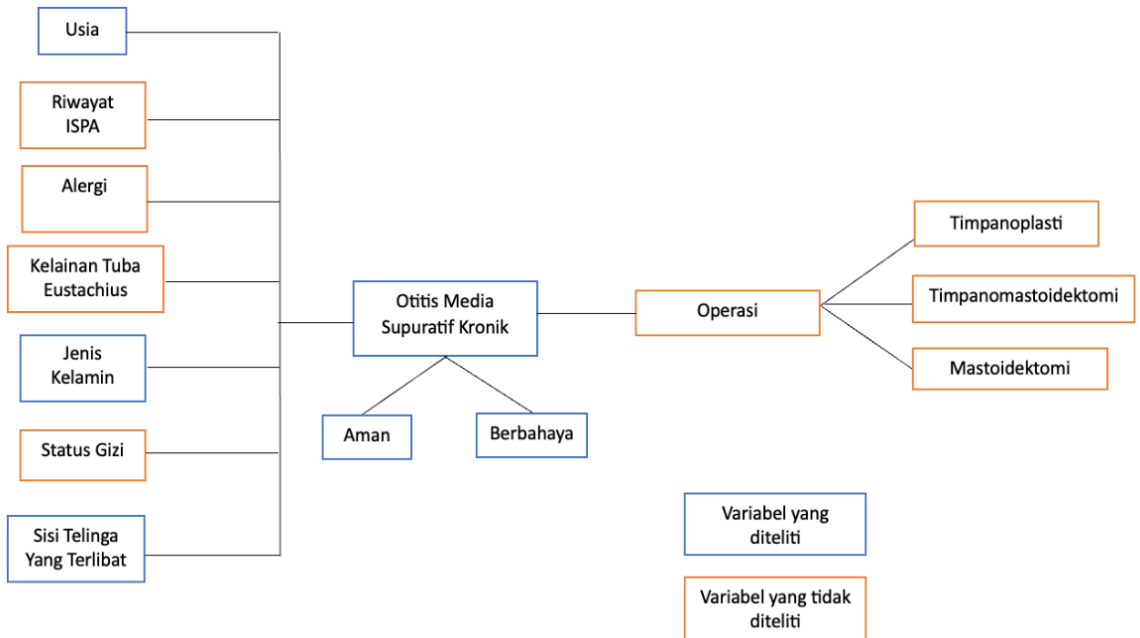 Usia
Riwayat
ISPA
Alergi
Kelainan Tuba
Eustachius
Jenis
Kelamin
Status Gizi
Sisi Telinga
Yang Terlibat
Otitis Media
Supuratif Kronik
Aman
Berbahaya
Operasi
Timpanoplasti
Timpanomastoidektomi
Mastoidektomi
Variabel yang
diteliti
Variabel yang tidak
diteliti